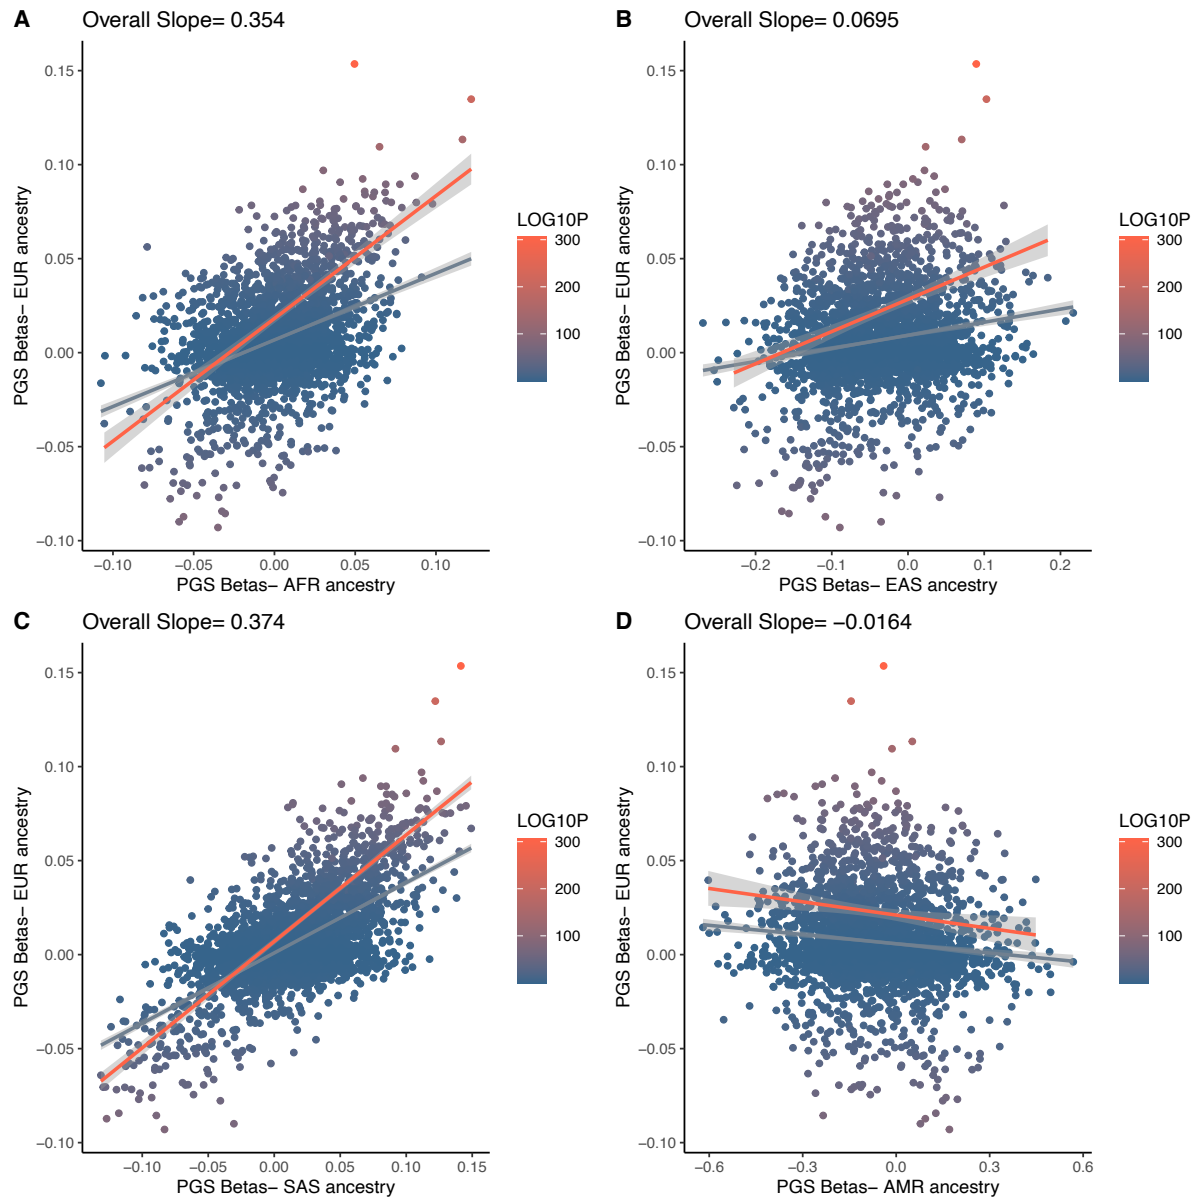 A
Overall Slope= 0.354
0.15
0.10
0.05
0.00
−0.05
−0.10
PGS Betas− EUR ancestry
−0.10 −0.05 0.00 0.05 0.10
PGS Betas− AFR ancestry
LOG10P
300
200
100
B
Overall Slope= 0.0695
0.15
0.10
0.05
0.00
−0.05
−0.10
PGS Betas− EUR ancestry
−0.2 −0.1 0.0 0.1 0.2
PGS Betas− EAS ancestry
LOG10P
300
200
100
C
Overall Slope= 0.374
0.15
0.10
0.05
0.00
−0.05
−0.10
PGS Betas− EUR ancestry
−0.10 −0.05 0.00 0.05 0.10 0.15
PGS Betas− SAS ancestry
LOG10P
300
200
100
D
Overall Slope= −0.0164
0.15
0.10
0.05
0.00
−0.05
−0.10
PGS Betas− EUR ancestry
−0.6 −0.3 0.0 0.3 0.6
PGS Betas− AMR ancestry
LOG10P
300
200
100